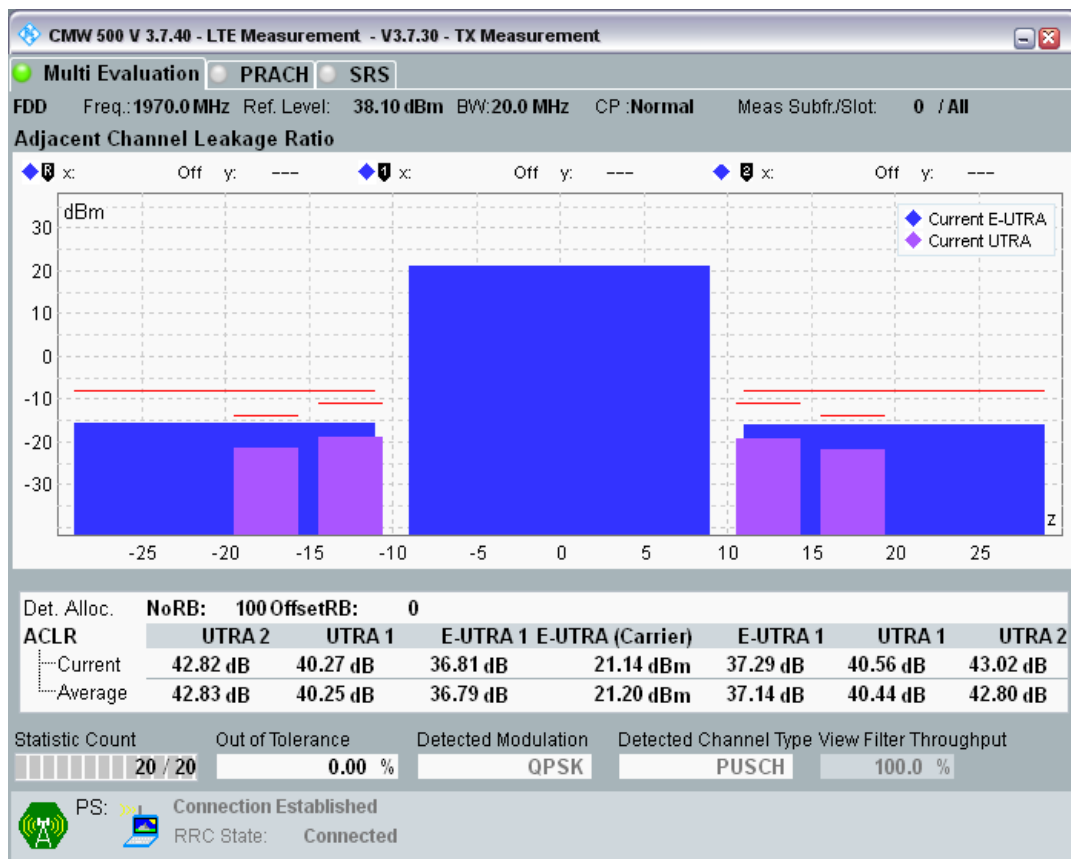 CMW 500 V 3.7.40 - LTE Measurement - V3.7.30 - TX Measurement
Multi Evaluation PRACH SRS
FDD Freq.:1970.0 MHz Ref. Level: 38.10 dBm BW:20.0 MHz CP :Normal Meas Subfr./Slot: 0 / All
Adjacent Channel Leakage Ratio
R x: Off y: --- 1 x: Off y: --- 2 x: Off y: ---
dBm
Current E-UTRA
Current UTRA
30
20
10
0
-10
-20
-30
z
-25 -20 -15 -10 -5 0 5 10 15 20 25
Det. Alloc. NoRB: 100 OffsetRB: 0
ACLR UTRA 2 UTRA 1 E-UTRA 1 E-UTRA (Carrier) E-UTRA 1 UTRA 1 UTRA 2
Current 42.82 dB 40.27 dB 36.81 dB 21.14 dBm 37.29 dB 40.56 dB 43.02 dB
Average 42.83 dB 40.25 dB 36.79 dB 21.20 dBm 37.14 dB 40.44 dB 42.80 dB
Statistic Count Out of Tolerance Detected Modulation Detected Channel Type View Filter Throughput
20 / 20 0.00 % QPSK PUSCH 100.0 %
PS: Connection Established
RRC State: Connected